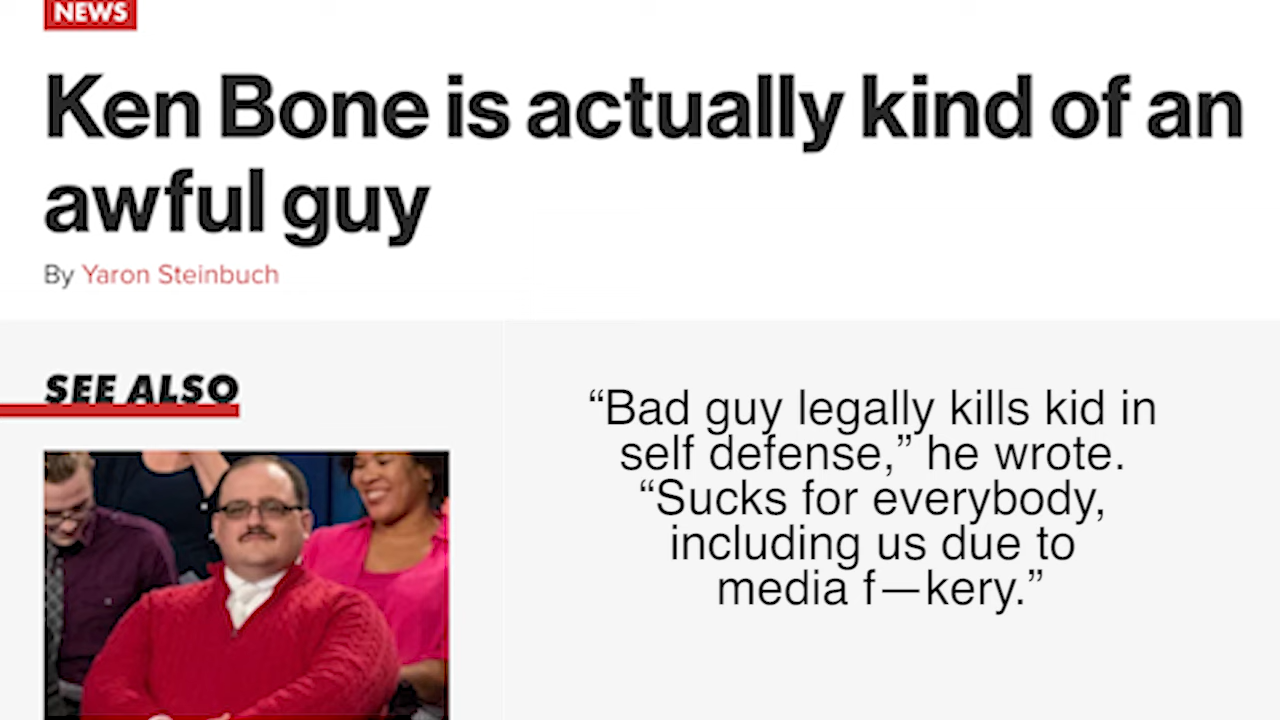 NEWS
Ken Bone is actually kind of an
awful guy
By Yaron Steinbuch
SEE ALSO
“Bad guy legally kills kid in
self defense,” he wrote.
“Sucks for everybody,
including us due to
media f—kery.”